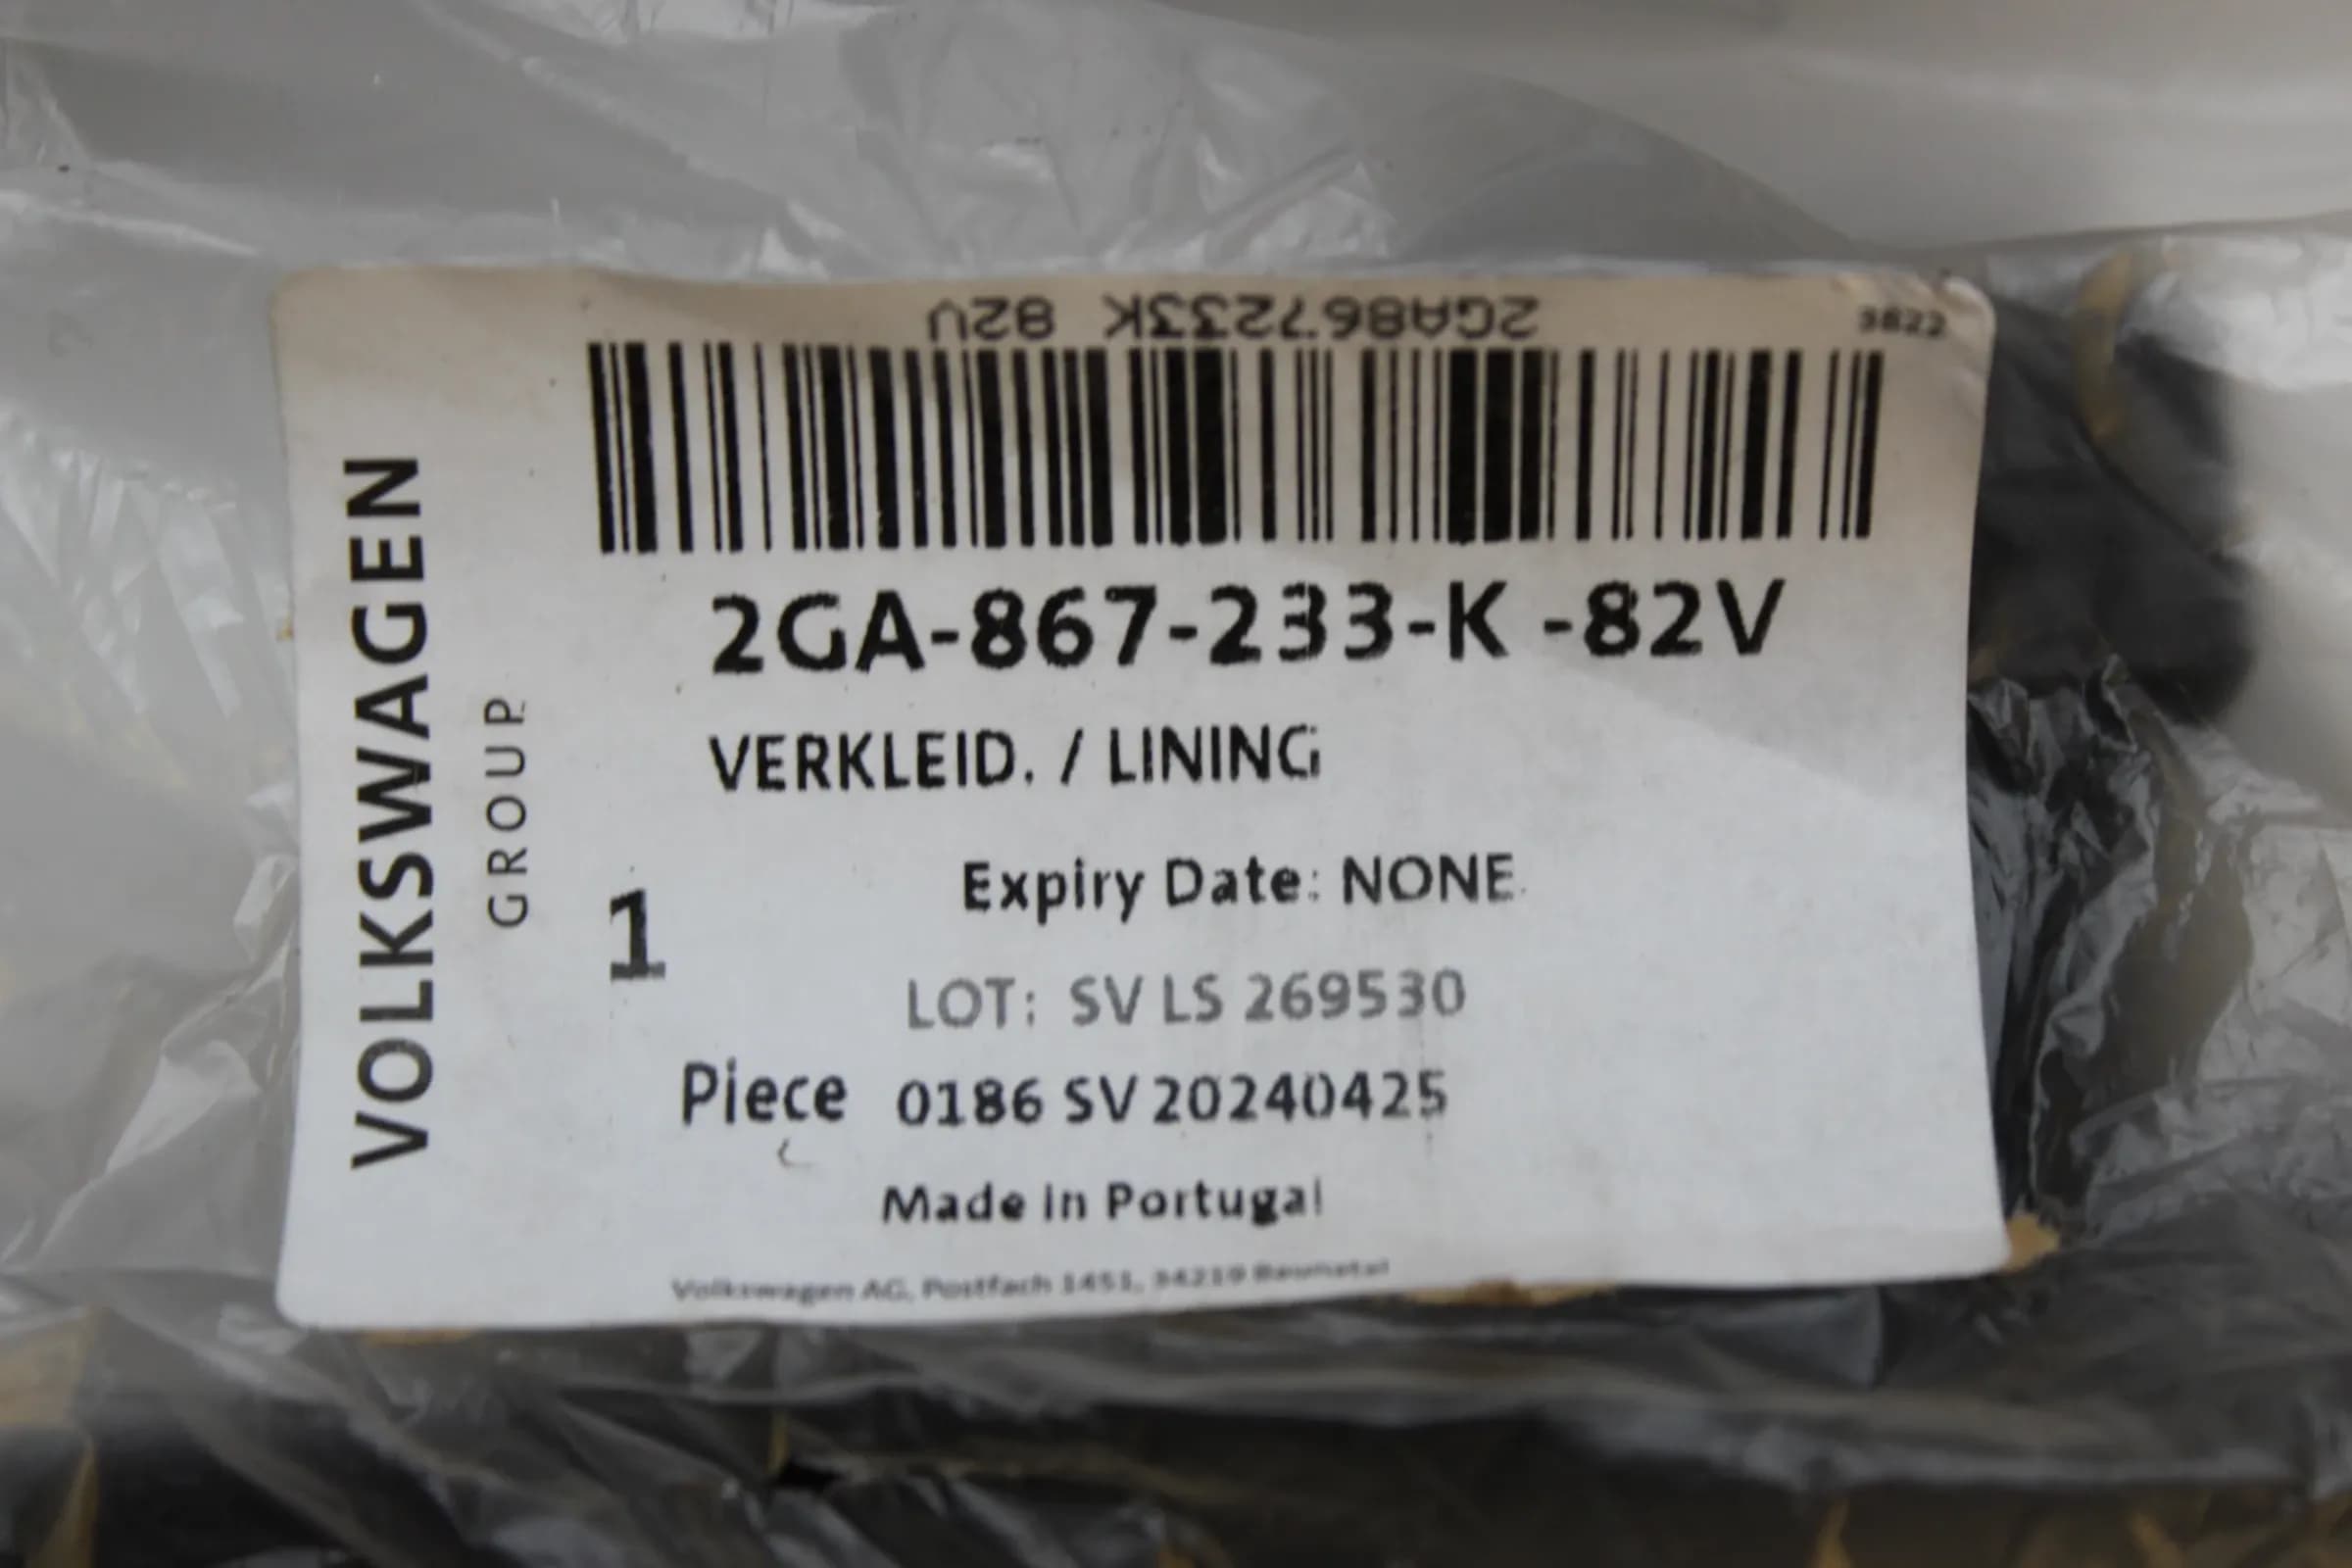 2GA867233K 82V
3822
VOLKSWAGEN
GROUP
2GA-867-233-K -82V
VERKLEID. / LINING
Expiry Date: NONE
1
LOT: SV LS 269530
Piece 0186 SV 20240425
Made in Portugal
Volkswagen AG, Postfach 1451, 34219 Baunatal